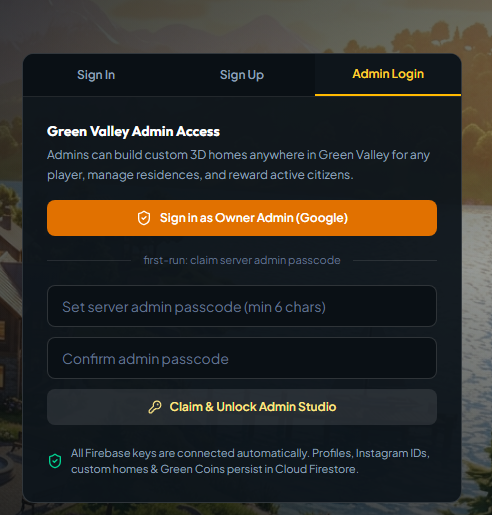 Sign In
Sign Up
Admin Login
Green Valley Admin Access
Admins can build custom 3D homes anywhere in Green Valley for any
player, manage residences, and reward active citizens.
Sign in as Owner Admin (Google)
first-run: claim server admin passcode
Set server admin passcode (min 6 chars)
Confirm admin passcode
Claim & Unlock Admin Studio
All Firebase keys are connected automatically. Profiles, Instagram IDs,
custom homes & Green Coins persist in Cloud Firestore.